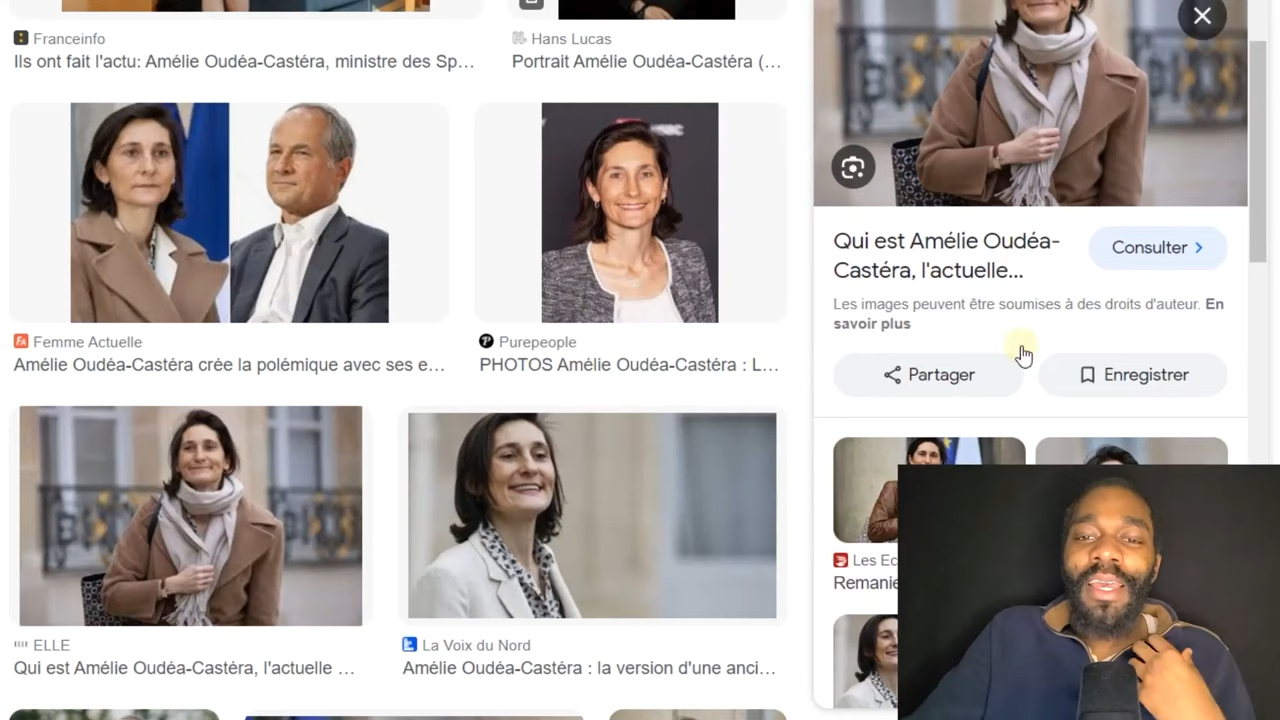 Franceinfo
Ils ont fait l'actu: Amélie Oudéa-Castéra, ministre des Sp...
Hans Lucas
Portrait Amélie Oudéa-Castéra (...
Femme Actuelle
Amélie Oudéa-Castéra crée la polémique avec ses e...
Purepeople
PHOTOS Amélie Oudéa-Castéra : L...
ELLE
Qui est Amélie Oudéa-Castéra, l'actuelle ...
La Voix du Nord
Amélie Oudéa-Castéra : la version d'une anci...
Qui est Amélie Oudéa-
Castéra, l'actuelle...
Consulter
Les images peuvent être soumises à des droits d'auteur. En
savoir plus
Partager
Enregistrer
Les Ec
Remanie